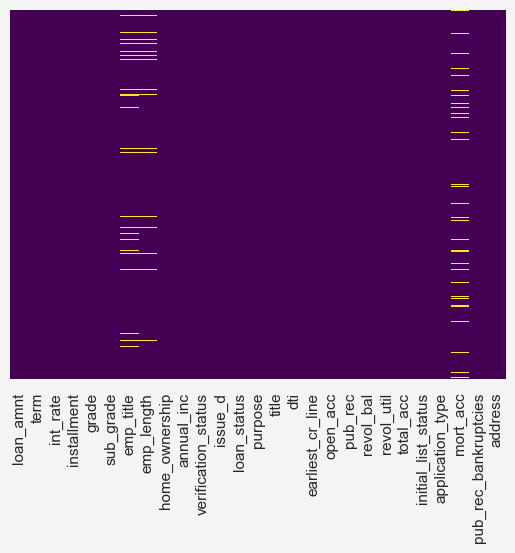 loan_amnt
term
int_rate
installment
grade
sub_grade
emp_title
emp_length
home_ownership
annual_inc
verification_status
issue_d
loan_status
purpose
title
dti
earliest_cr_line
open_acc
pub_rec
revol_bal
revol_util
total_acc
initial_list_status
application_type
mort_acc
pub_rec_bankruptcies
address